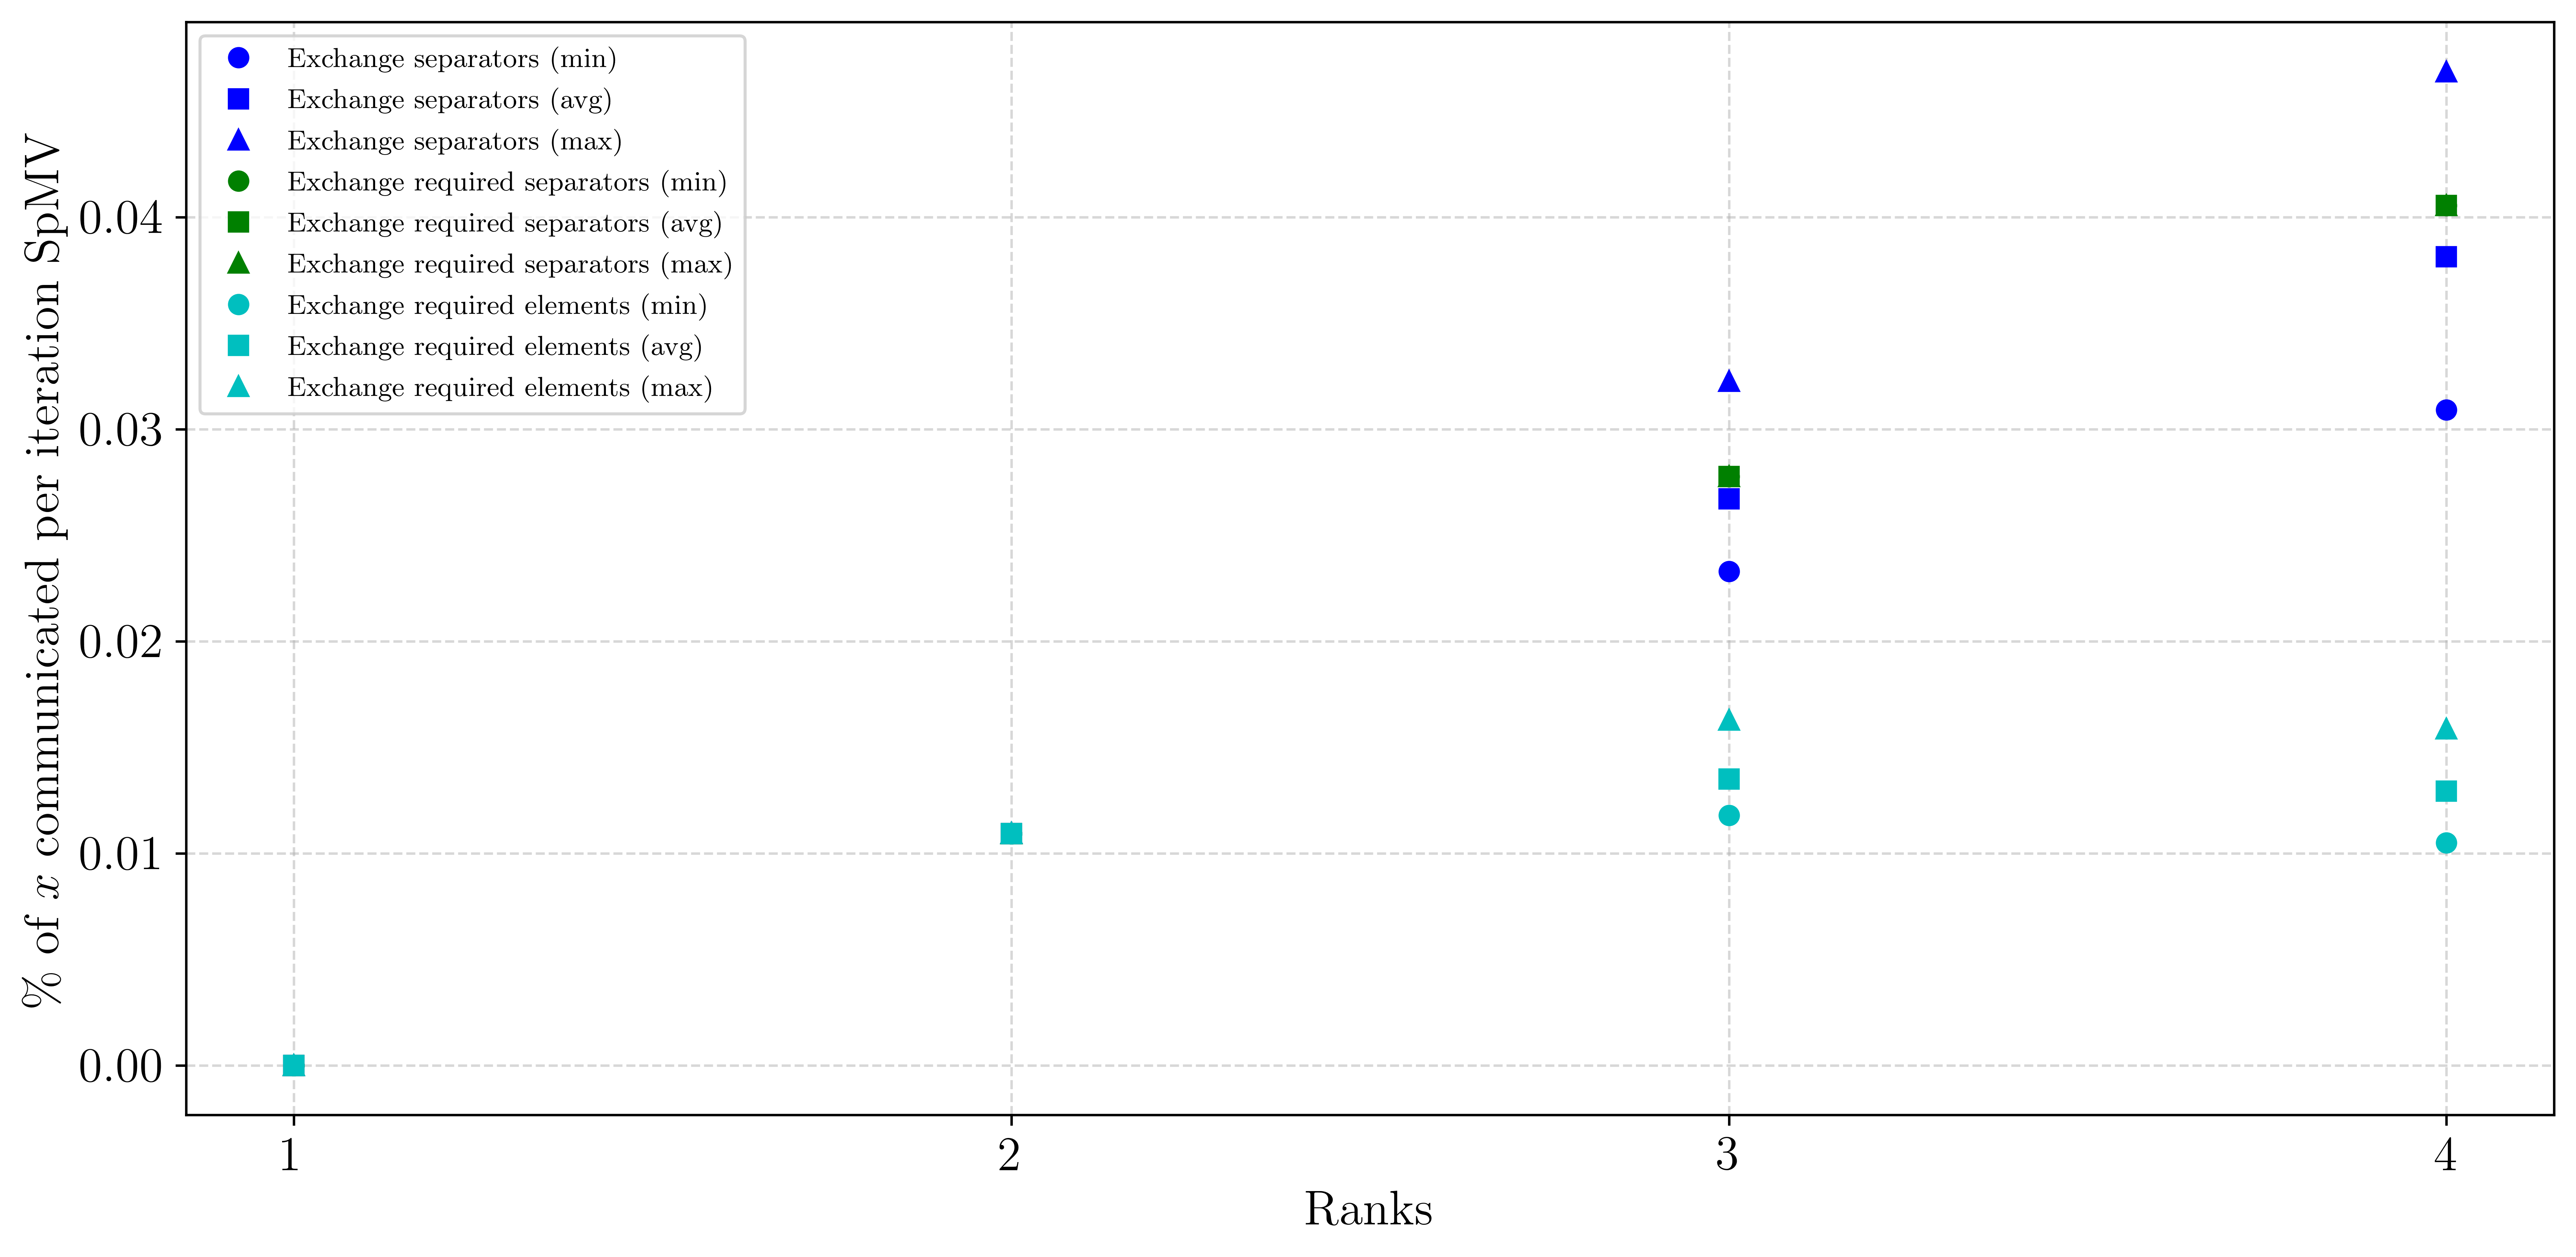 Exchange separators (min)
Exchange separators (avg)
Exchange separators (max)
Exchange required separators (min)
Exchange required separators (avg)
Exchange required separators (max)
Exchange required elements (min)
Exchange required elements (avg)
Exchange required elements (max)
% of x communicated per iteration SpMV
0.04
0.03
0.02
0.01
0.00
1
2
3
4
Ranks